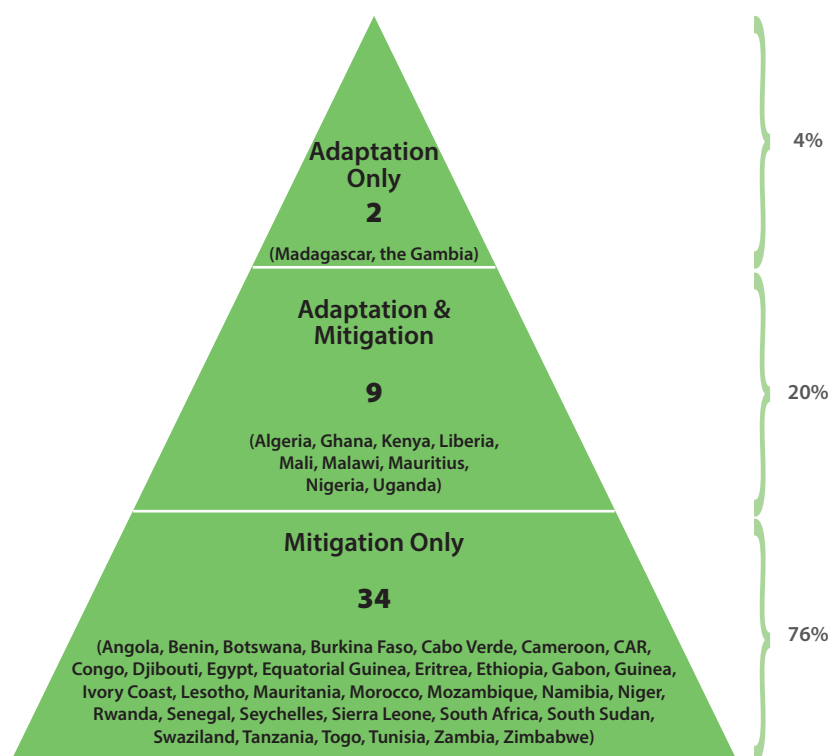 Adaptation
Only
2
(Madagascar, the Gambia)
4%
Adaptation &
Mitigation
9
(Algeria, Ghana, Kenya, Liberia,
Mali, Malawi, Mauritius,
Nigeria, Uganda)
20%
Mitigation Only
34
(Angola, Benin, Botswana, Burkina Faso, Cabo Verde, Cameroon, CAR,
Congo, Djibouti, Egypt, Equatorial Guinea, Eritrea, Ethiopia, Gabon, Guinea,
Ivory Coast, Lesotho, Mauritania, Morocco, Mozambique, Namibia, Niger,
Rwanda, Senegal, Seychelles, Sierra Leone, South Africa, South Sudan,
Swaziland, Tanzania, Togo, Tunisia, Zambia, Zimbabwe)
76%